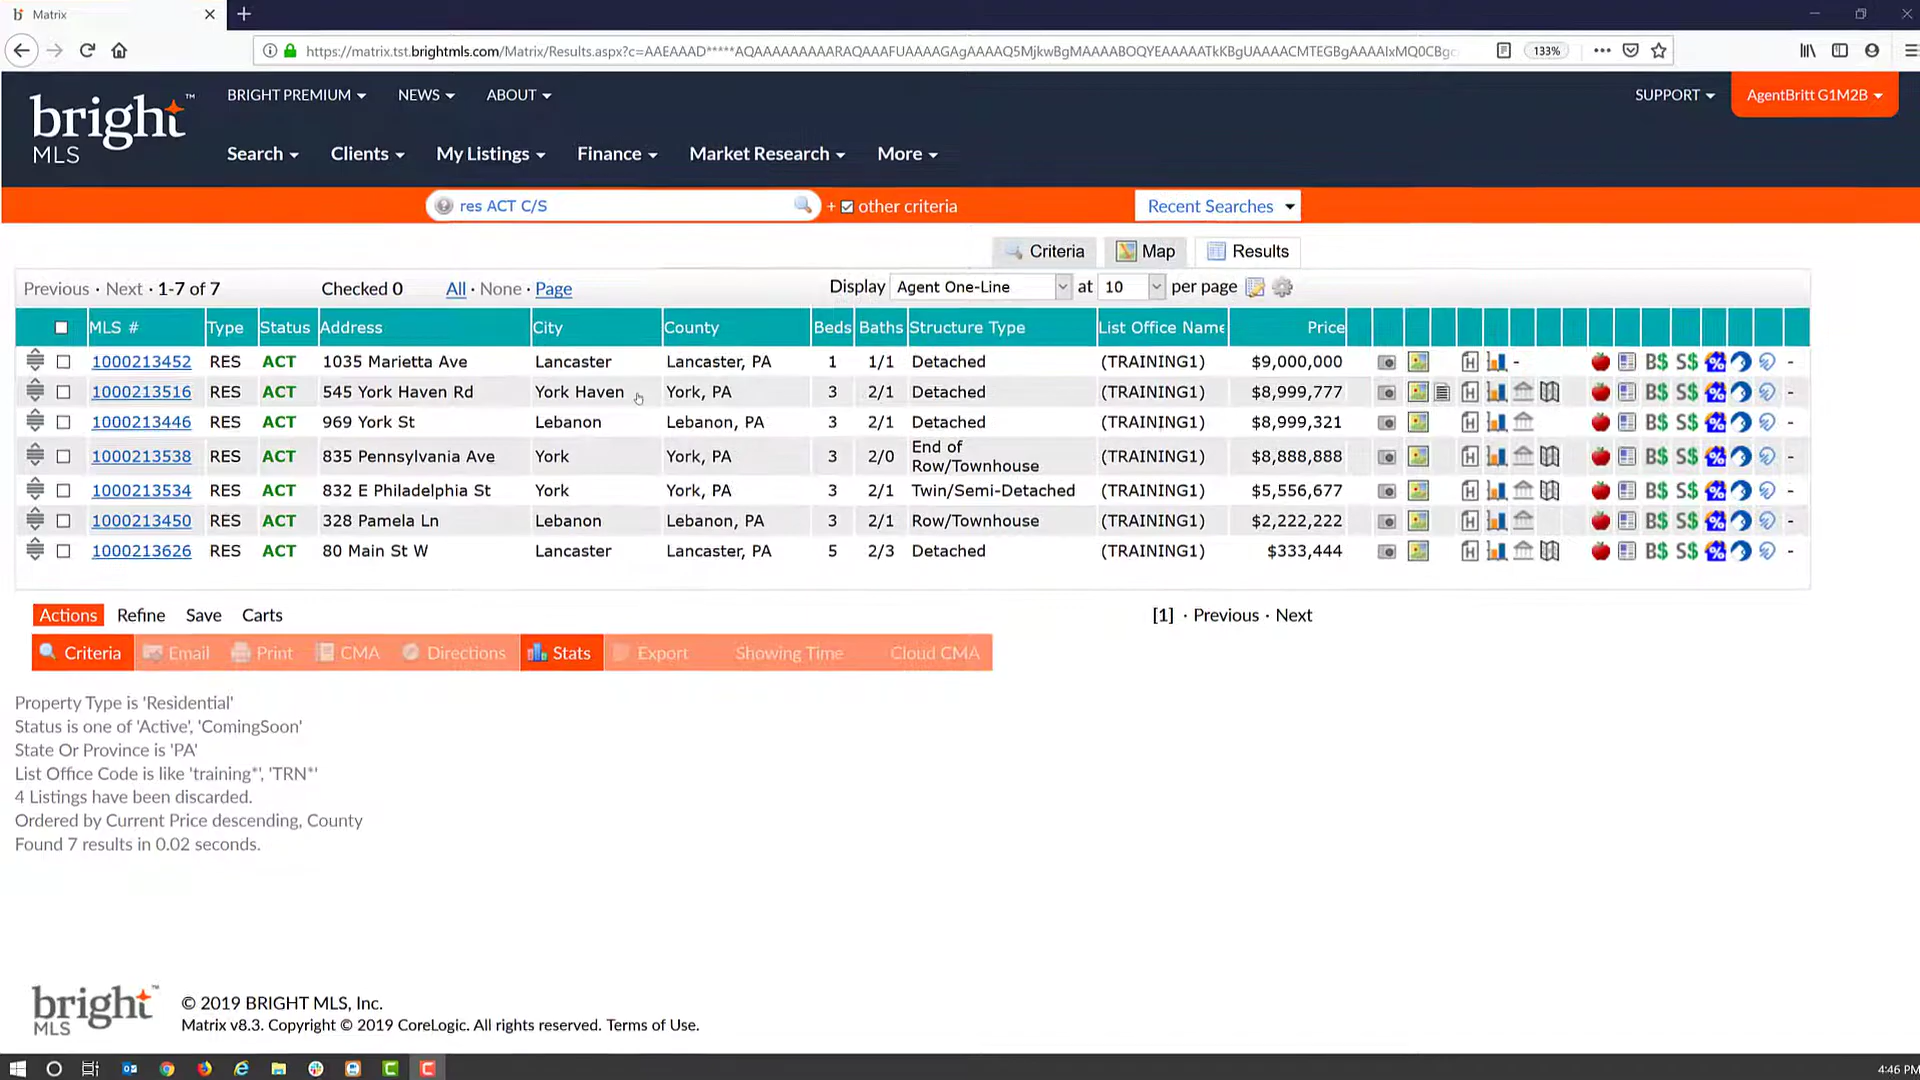 Matrix
https://matrix.tst.brightmls.com/Matrix/Results.aspx?c=AAEAAAD*****AQAAAAAAAAARAQAAAFUAAAAGAgAAAAQ5MjkwBgMAAAABOQYEAAAAATkKBgUAAAACMTEGBgAAAAIxMQ0CBgc
133%
bright MLS ™
BRIGHT PREMIUM NEWS ABOUT SUPPORT AgentBritt G1M2B
Search Clients My Listings Finance Market Research More
res ACT C/S + other criteria Recent Searches
Criteria Map Results
Previous · Next · 1-7 of 7 Checked 0 All · None · Page Display Agent One-Line at 10 per page
MLS # Type Status Address City County Beds Baths Structure Type List Office Name Price
1000213452 RES ACT 1035 Marietta Ave Lancaster Lancaster, PA 1 1/1 Detached (TRAINING1) $9,000,000 H - B$ S$ % -
1000213516 RES ACT 545 York Haven Rd York Haven York, PA 3 2/1 Detached (TRAINING1) $8,999,777 H B$ S$ % -
1000213446 RES ACT 969 York St Lebanon Lebanon, PA 3 2/1 Detached (TRAINING1) $8,999,321 H B$ S$ % -
1000213538 RES ACT 835 Pennsylvania Ave York York, PA 3 2/0 End of Row/Townhouse (TRAINING1) $8,888,888 H B$ S$ % -
1000213534 RES ACT 832 E Philadelphia St York York, PA 3 2/1 Twin/Semi-Detached (TRAINING1) $5,556,677 H B$ S$ % -
1000213450 RES ACT 328 Pamela Ln Lebanon Lebanon, PA 3 2/1 Row/Townhouse (TRAINING1) $2,222,222 H B$ S$ % -
1000213626 RES ACT 80 Main St W Lancaster Lancaster, PA 5 2/3 Detached (TRAINING1) $333,444 H B$ S$ % -
Actions Refine Save Carts [1] · Previous · Next
Criteria Email Print CMA Directions Stats Export Showing Time Cloud CMA
Property Type is 'Residential'
Status is one of 'Active', 'ComingSoon'
State Or Province is 'PA'
List Office Code is like 'training*', 'TRN*'
4 Listings have been discarded.
Ordered by Current Price descending, County
Found 7 results in 0.02 seconds.
bright MLS ™
© 2019 BRIGHT MLS, Inc.
Matrix v8.3. Copyright © 2019 CoreLogic. All rights reserved. Terms of Use.
4:46 PM